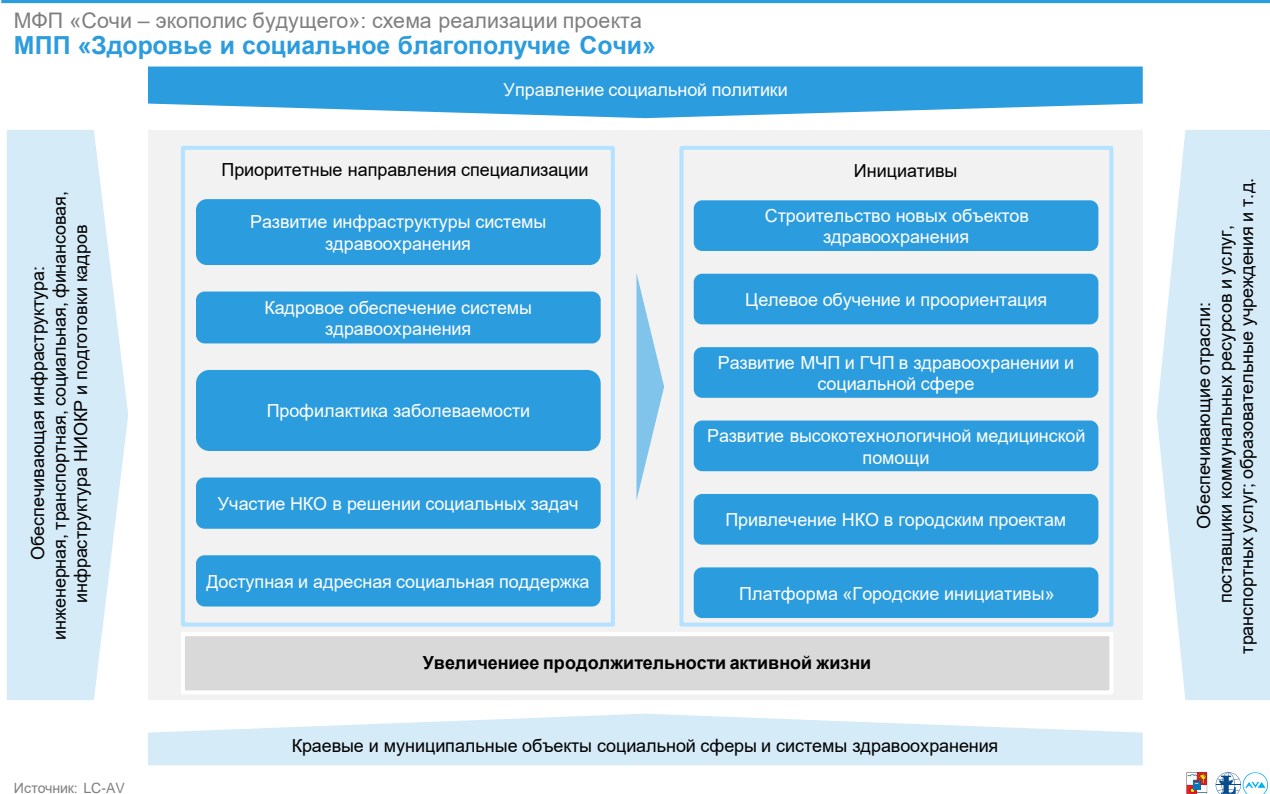 МФП «Сочи – экополис будущего»: схема реализации проекта
МПП «Здоровье и социальное благополучие Сочи»
Управление социальной политики
Обеспечивающая инфраструктура:
инженерная, транспортная, социальная, финансовая,
инфраструктура НИОКР и подготовки кадров
Приоритетные направления специализации
Развитие инфраструктуры системы
здравоохранения
Кадровое обеспечение системы
здравоохранения
Профилактика заболеваемости
Участие НКО в решении социальных задач
Доступная и адресная социальная поддержка
Инициативы
Строительство новых объектов
здравоохранения
Целевое обучение и проориентация
Развитие МЧП и ГЧП в здравоохранении и
социальной сфере
Развитие высокотехнологичной медицинской
помощи
Привлечение НКО в городским проектам
Платформа «Городские инициативы»
Обеспечивающие отрасли:
поставщики коммунальных ресурсов и услуг,
транспортных услуг; образовательные учреждения и т.д.
Увеличениее продолжительности активной жизни
Краевые и муниципальные объекты социальной сферы и системы здравоохранения
Источник: LC-AV
AVA